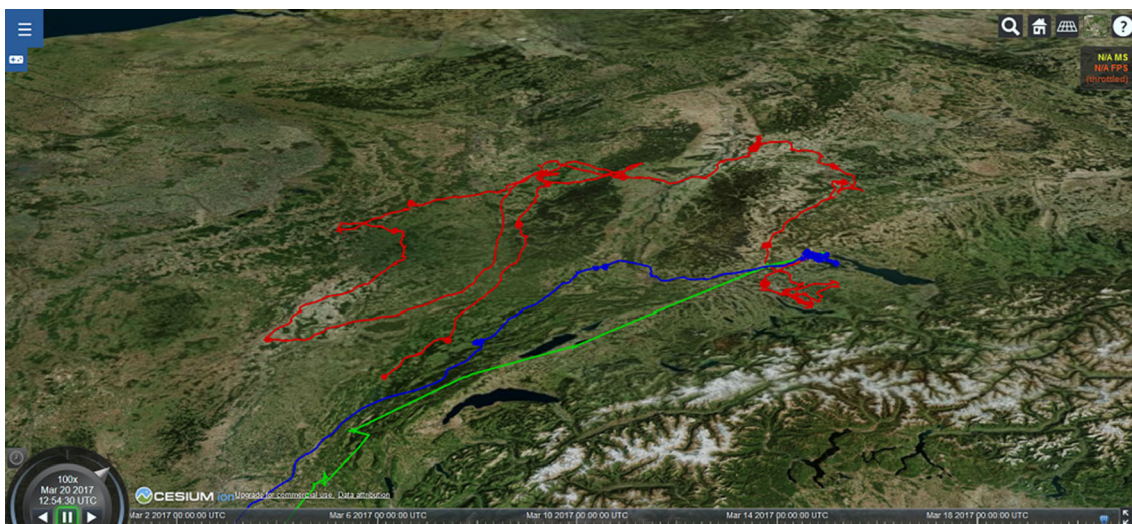 ?
N/A MS
N/A FPS
(throttled)
100x
Mar 20 2017
12:54:30 UTC
CESIUM ion Upgrade for commercial use. Data attribution
Mar 2 2017 00:00:00 UTC Mar 6 2017 00:00:00 UTC Mar 10 2017 00:00:00 UTC Mar 14 2017 00:00:00 UTC Mar 18 2017 00:00:00 UTC